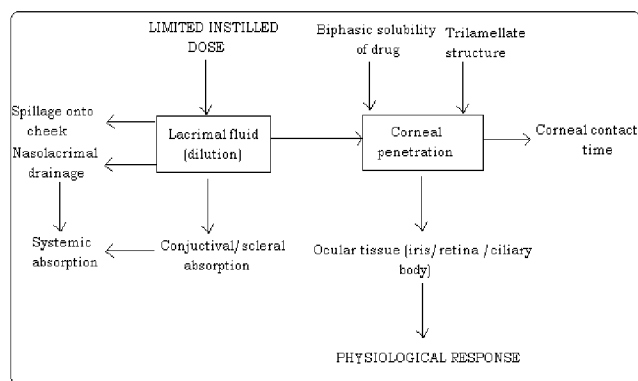 LIMITED INSTILLED
DOSE
Biphasic solubility
of drug
Trilamellate
structure
Spillage onto
cheek
Nasolacrimal
drainage
Lacrimal fluid
(dilution)
Corneal
penetration
Corneal contact
time
Systemic
absorption
Conjuctival/scleral
absorption
Ocular tissue (iris/retina/ciliary
body)
PHYSIOLOGICAL RESPONSE